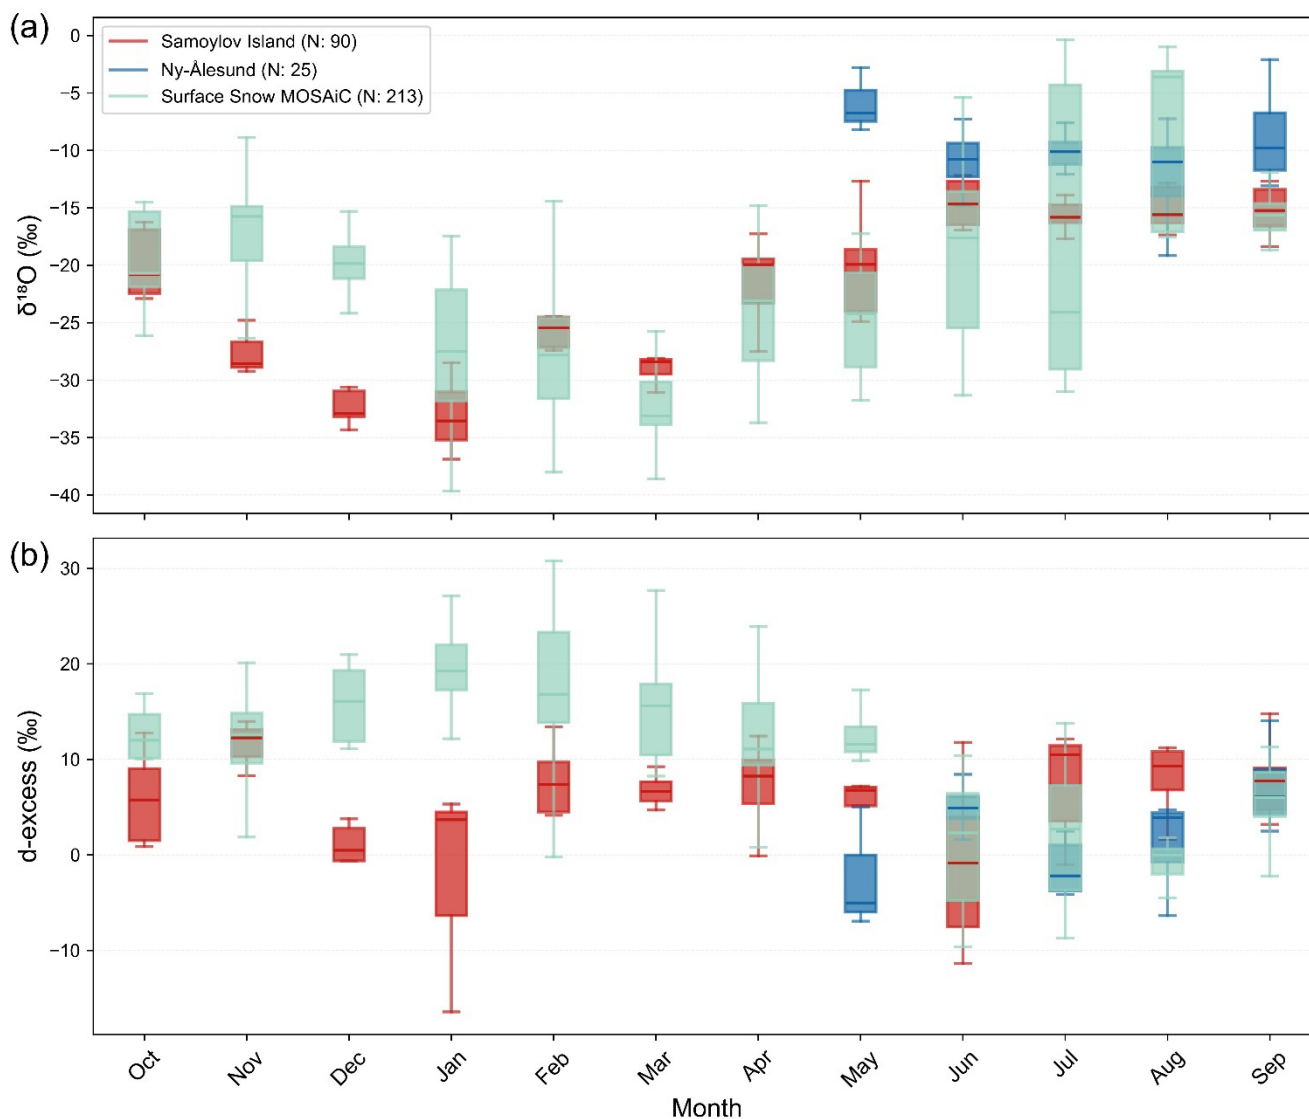 (a)
Samoylov Island (N: 90)
Ny-Ålesund (N: 25)
Surface Snow MOSAiC (N: 213)
δ¹⁸O (‰)
0
−5
−10
−15
−20
−25
−30
−35
−40
(b)
d-excess (‰)
30
20
10
0
−10
Oct Nov Dec Jan Feb Mar Apr May Jun Jul Aug Sep
Month